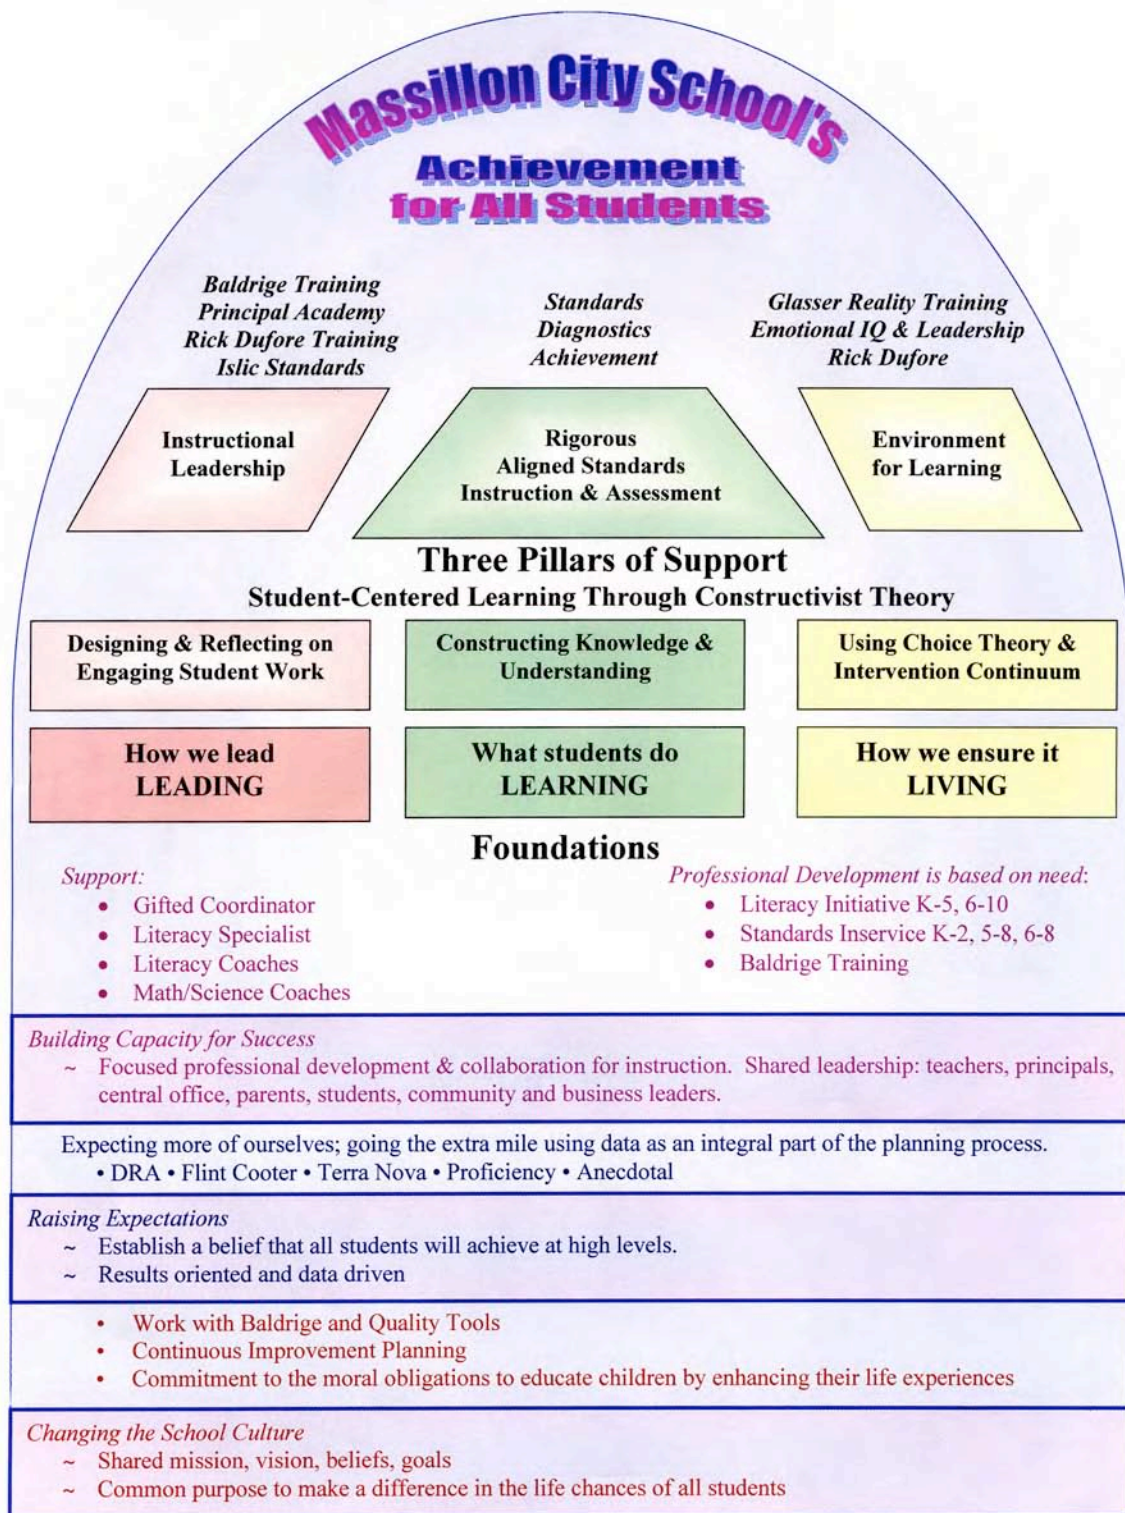 Massillon City School's
Achievement
for All Students
Baldrige Training
Principal Academy
Rick Dufore Training
Islic Standards
Standards
Diagnostics
Achievement
Glasser Reality Training
Emotional IQ & Leadership
Rick Dufore
Instructional
Leadership
Rigorous
Aligned Standards
Instruction & Assessment
Environment
for Learning
Three Pillars of Support
Student-Centered Learning Through Constructivist Theory
Designing & Reflecting on
Engaging Student Work
Constructing Knowledge &
Understanding
Using Choice Theory &
Intervention Continuum
How we lead
LEADING
What students do
LEARNING
How we ensure it
LIVING
Foundations
Support:
• Gifted Coordinator
• Literacy Specialist
• Literacy Coaches
• Math/Science Coaches
Professional Development is based on need:
• Literacy Initiative K-5, 6-10
• Standards Inservice K-2, 5-8, 6-8
• Baldrige Training
Building Capacity for Success
~ Focused professional development & collaboration for instruction. Shared leadership: teachers, principals,
central office, parents, students, community and business leaders.
Expecting more of ourselves; going the extra mile using data as an integral part of the planning process.
• DRA • Flint Cooter • Terra Nova • Proficiency • Anecdotal
Raising Expectations
~ Establish a belief that all students will achieve at high levels.
~ Results oriented and data driven
• Work with Baldrige and Quality Tools
• Continuous Improvement Planning
• Commitment to the moral obligations to educate children by enhancing their life experiences
Changing the School Culture
~ Shared mission, vision, beliefs, goals
~ Common purpose to make a difference in the life chances of all students